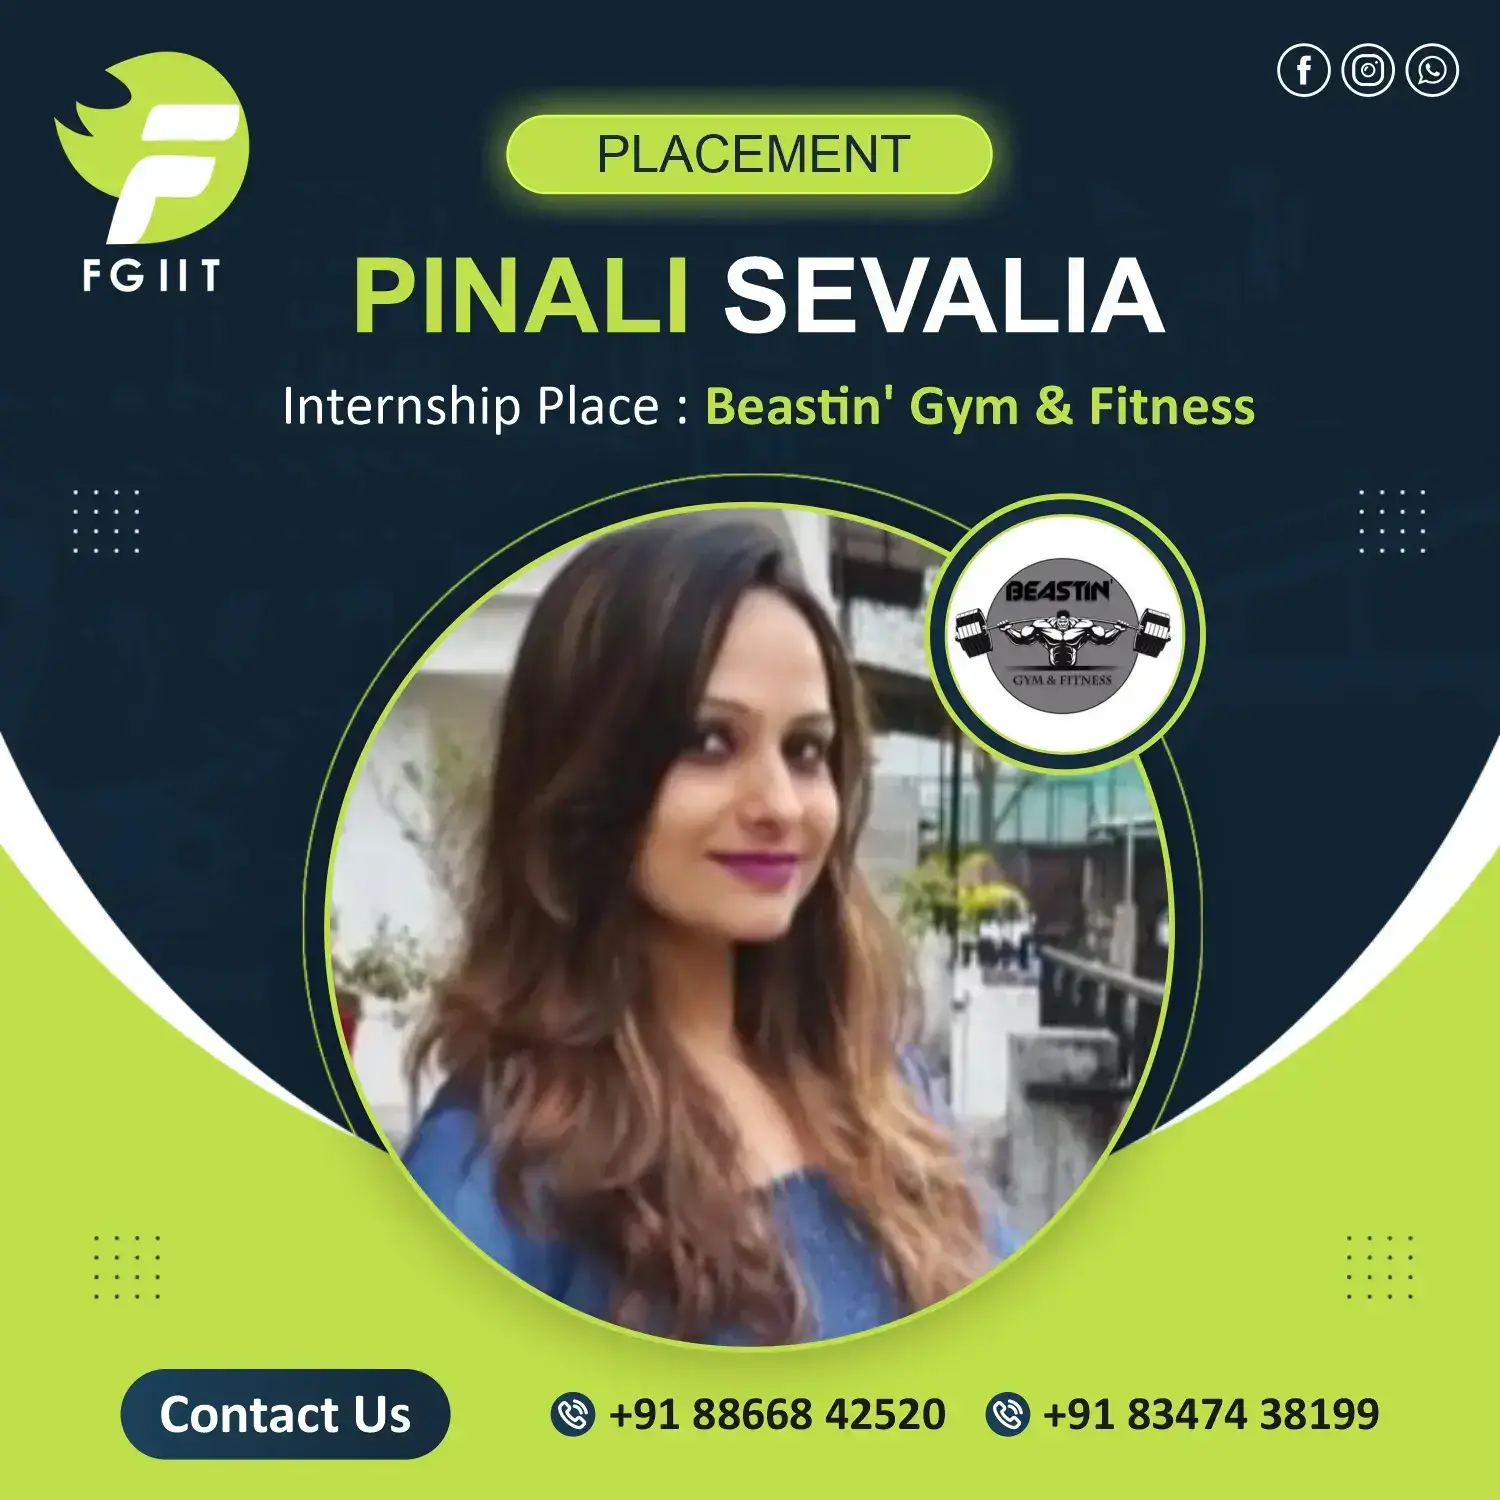 FGIIT
PLACEMENT
PINALI SEVALIA
Internship Place : Beastin' Gym & Fitness
BEASTIN'
GYM & FITNESS
Contact Us
+91 88668 42520
+91 83474 38199